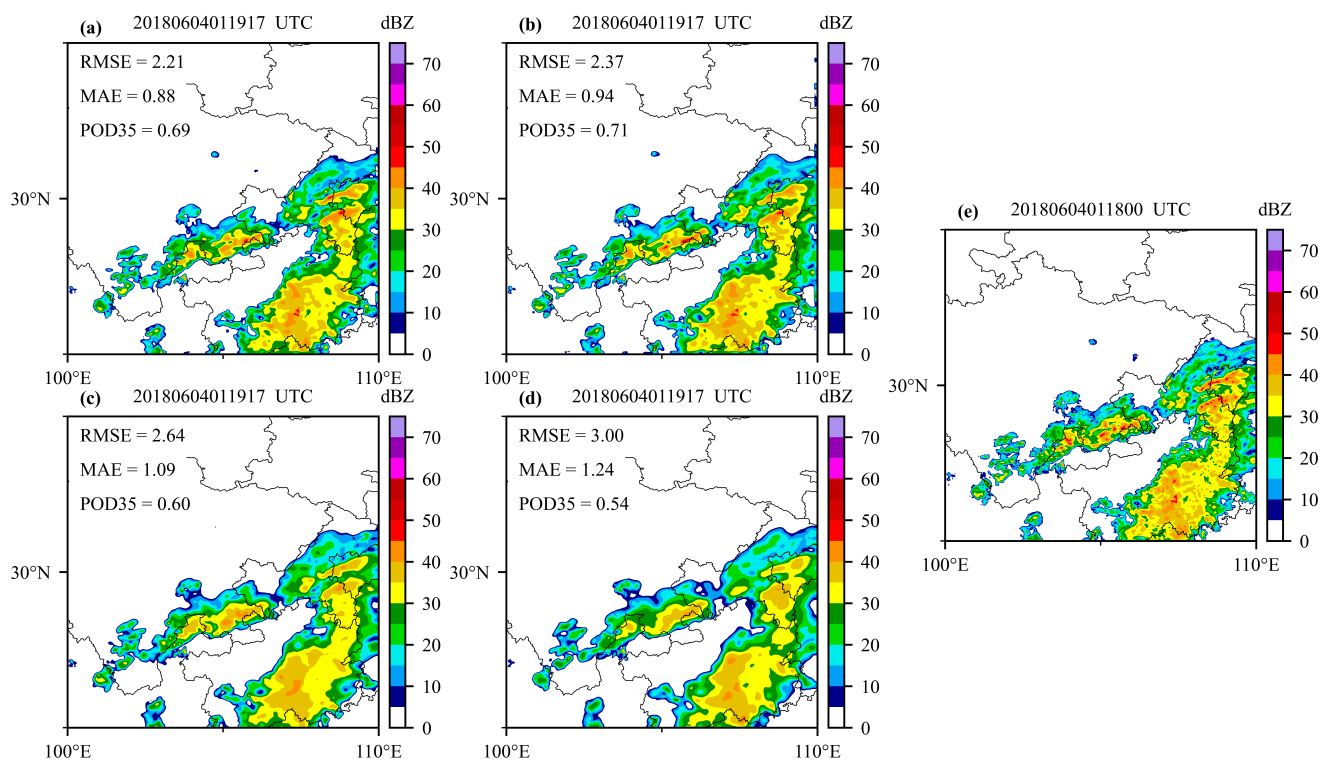 (a) 20180604011917 UTC dBZ
RMSE = 2.21
MAE = 0.88
POD35 = 0.69
30°N
100°E 110°E
70
60
50
40
30
20
10
0
(b) 20180604011917 UTC dBZ
RMSE = 2.37
MAE = 0.94
POD35 = 0.71
30°N
100°E 110°E
70
60
50
40
30
20
10
0
(c) 20180604011917 UTC dBZ
RMSE = 2.64
MAE = 1.09
POD35 = 0.60
30°N
100°E 110°E
70
60
50
40
30
20
10
0
(d) 20180604011917 UTC dBZ
RMSE = 3.00
MAE = 1.24
POD35 = 0.54
30°N
100°E 110°E
70
60
50
40
30
20
10
0
(e) 20180604011800 UTC dBZ
30°N
100°E 110°E
70
60
50
40
30
20
10
0